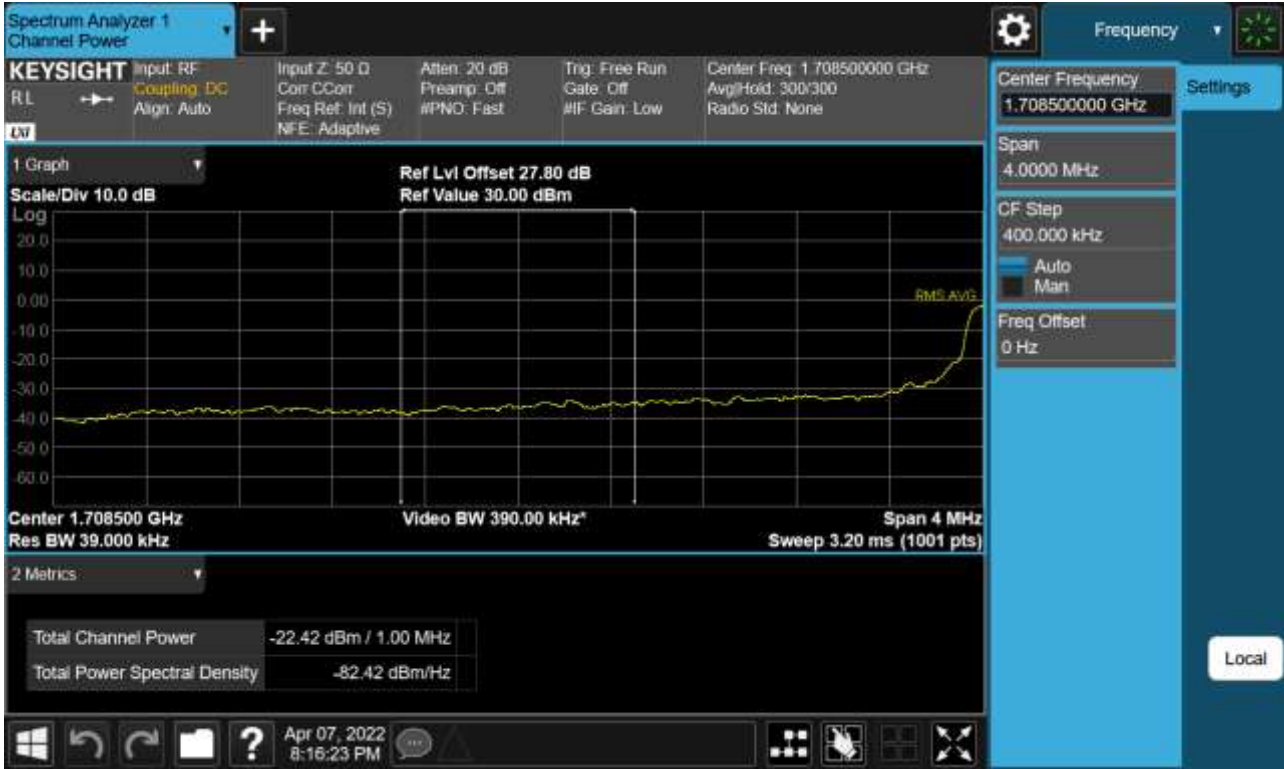 Spectrum Analyzer 1
Channel Power
+
Frequency
KEYSIGHT
RL
LXI
Input: RF
Coupling: DC
Align: Auto
Input Z: 50 Ω
Corr CCorr
Freq Ref: Int (S)
NFE: Adaptive
Atten: 20 dB
Preamp: Off
#PNO: Fast
Trig: Free Run
Gate: Off
#IF Gain: Low
Center Freq: 1.708500000 GHz
Avg|Hold: 300/300
Radio Std: None
Center Frequency
1.708500000 GHz
Settings
Span
4.0000 MHz
CF Step
400.000 kHz
Auto
Man
Freq Offset
0 Hz
1 Graph
Scale/Div 10.0 dB
Ref Lvl Offset 27.80 dB
Ref Value 30.00 dBm
Log
20.0
10.0
0.00
-10.0
-20.0
-30.0
-40.0
-50.0
-60.0
RMS AVG
Center 1.708500 GHz
Res BW 39.000 kHz
Video BW 390.00 kHz*
Span 4 MHz
Sweep 3.20 ms (1001 pts)
2 Metrics
Total Channel Power -22.42 dBm / 1.00 MHz
Total Power Spectral Density -82.42 dBm/Hz
Local
?
Apr 07, 2022
8:16:23 PM